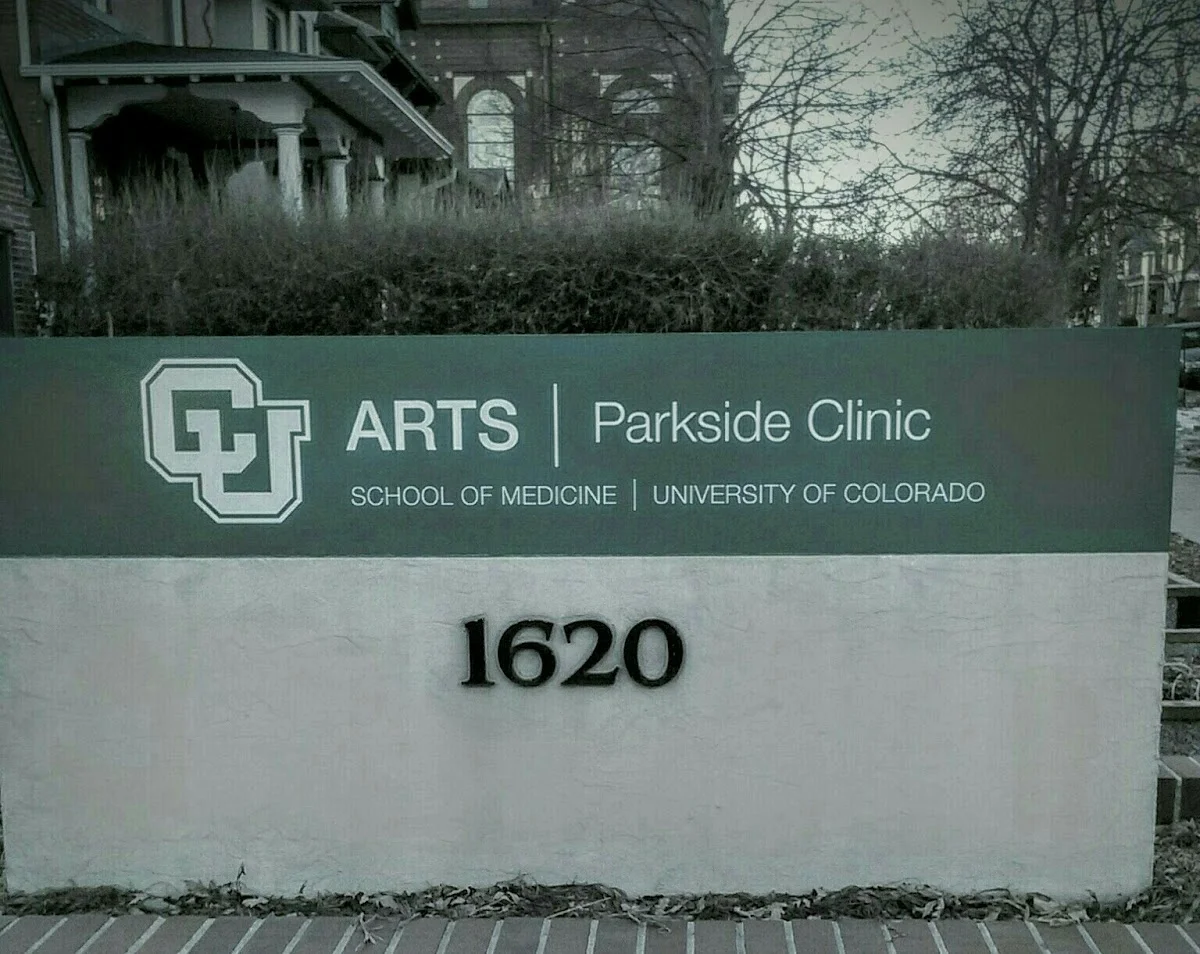 CU ARTS | Parkside Clinic
SCHOOL OF MEDICINE | UNIVERSITY OF COLORADO
1620